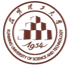 昆明理工大学
1954
KUNMING UNIVERSITY OF SCIENCE AND TECHNOLOGY